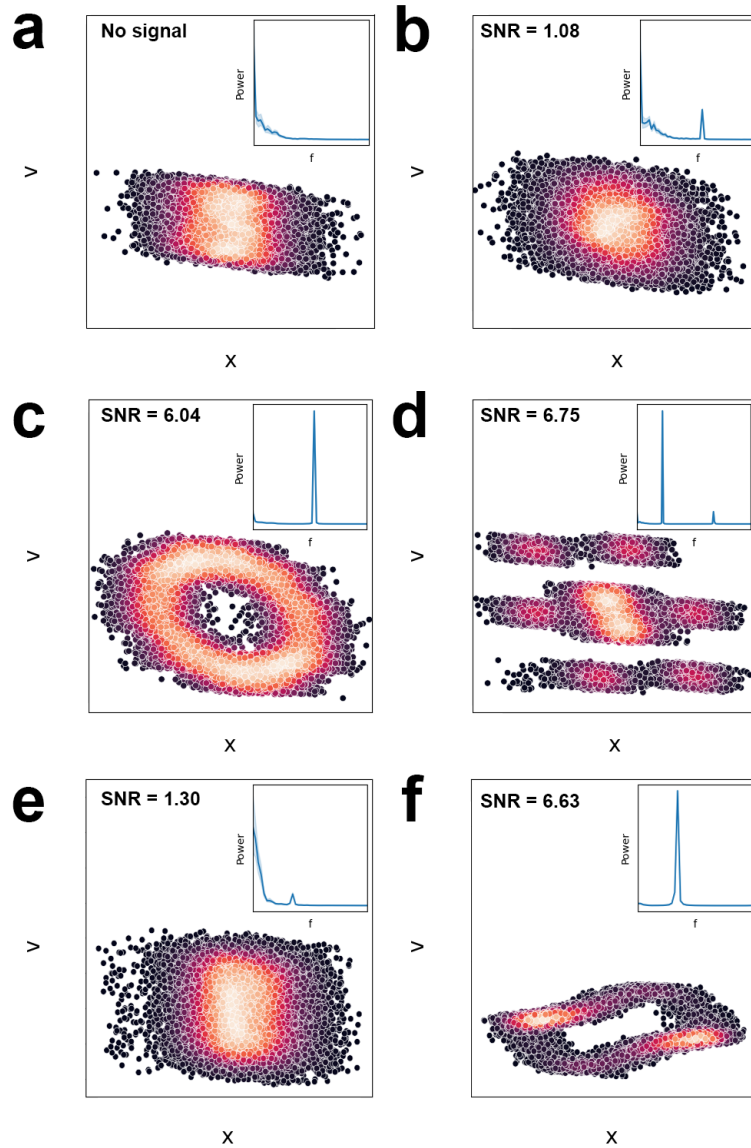 a
No signal
Power
f
v
x
b
SNR = 1.08
Power
f
v
x
c
SNR = 6.04
Power
f
v
x
d
SNR = 6.75
Power
f
v
x
e
SNR = 1.30
Power
f
v
x
f
SNR = 6.63
Power
f
v
x